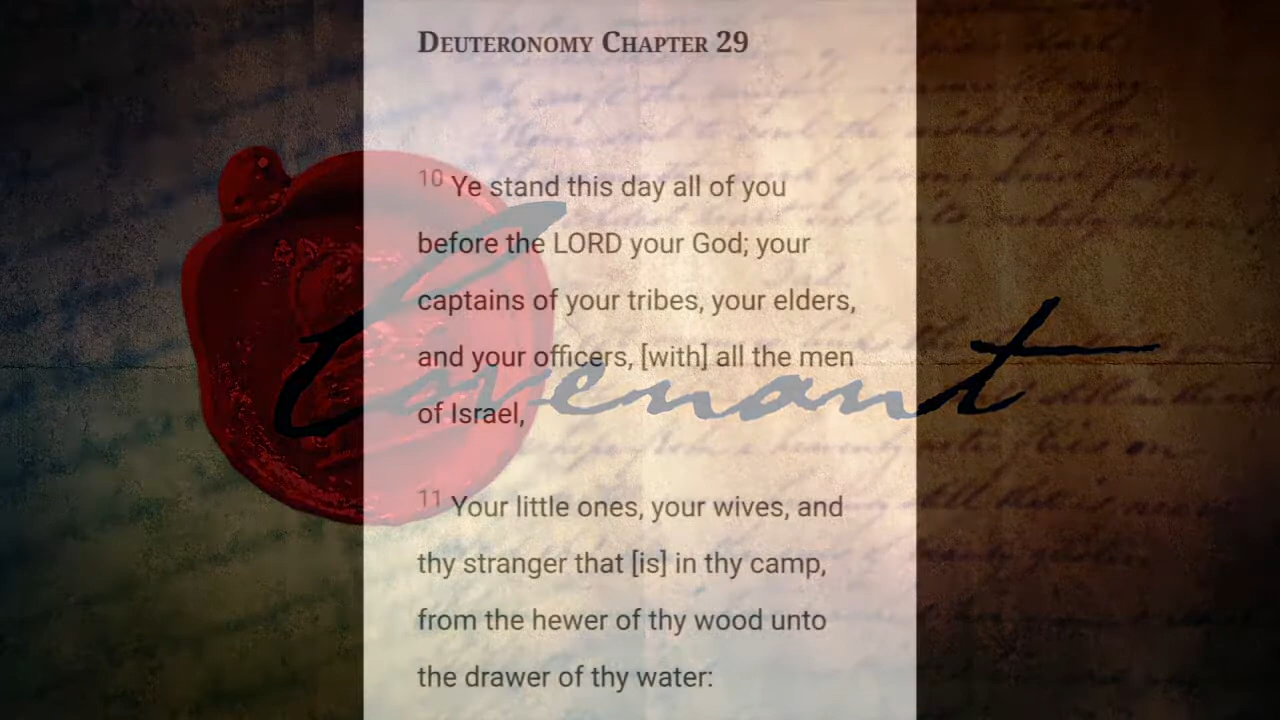 Deuteronomy Chapter 29
10 Ye stand this day all of you
before the LORD your God; your
captains of your tribes, your elders,
and your officers, [with] all the men
of Israel,
Covenant
11 Your little ones, your wives, and
thy stranger that [is] in thy camp,
from the hewer of thy wood unto
the drawer of thy water: